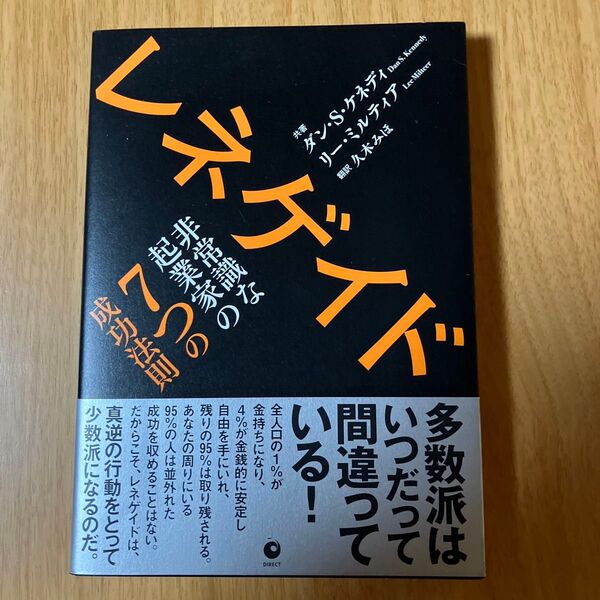 レネゲイド
非常識な
起業家の
7つの
成功法則
共著
ダン・S・ケネディ Dan S. Kennedy
リー・ミルティア Lee Milteer
翻訳 久木みほ
多数派は
いつだって
間違って
いる！
全人口の1%が
金持ちになり、
4%が金銭的に安定し
自由を手にいれ、
残りの95%は取り残される。
あなたの周りにいる
95%の人は並外れた
成功を収めることはない。
だからこそ、レネゲイドは、
真逆の行動をとって
少数派になるのだ。
DIRECT